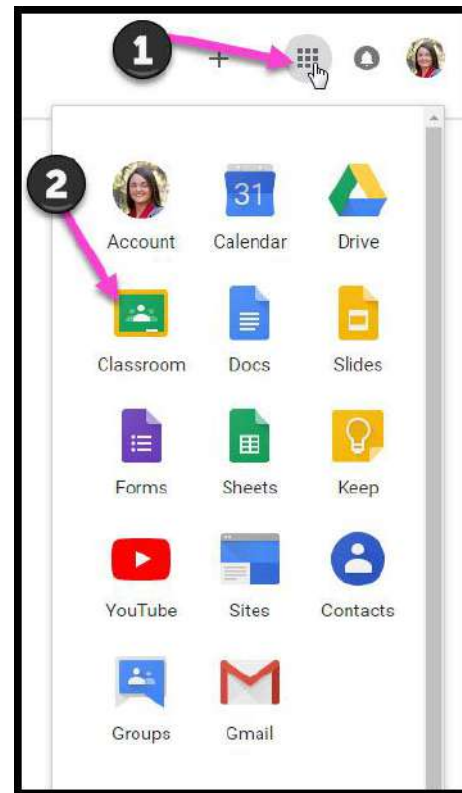 1
2
31
Account Calendar Drive
Classroom Docs Slides
Forms Sheets Keep
YouTube Sites Contacts
Groups Gmail